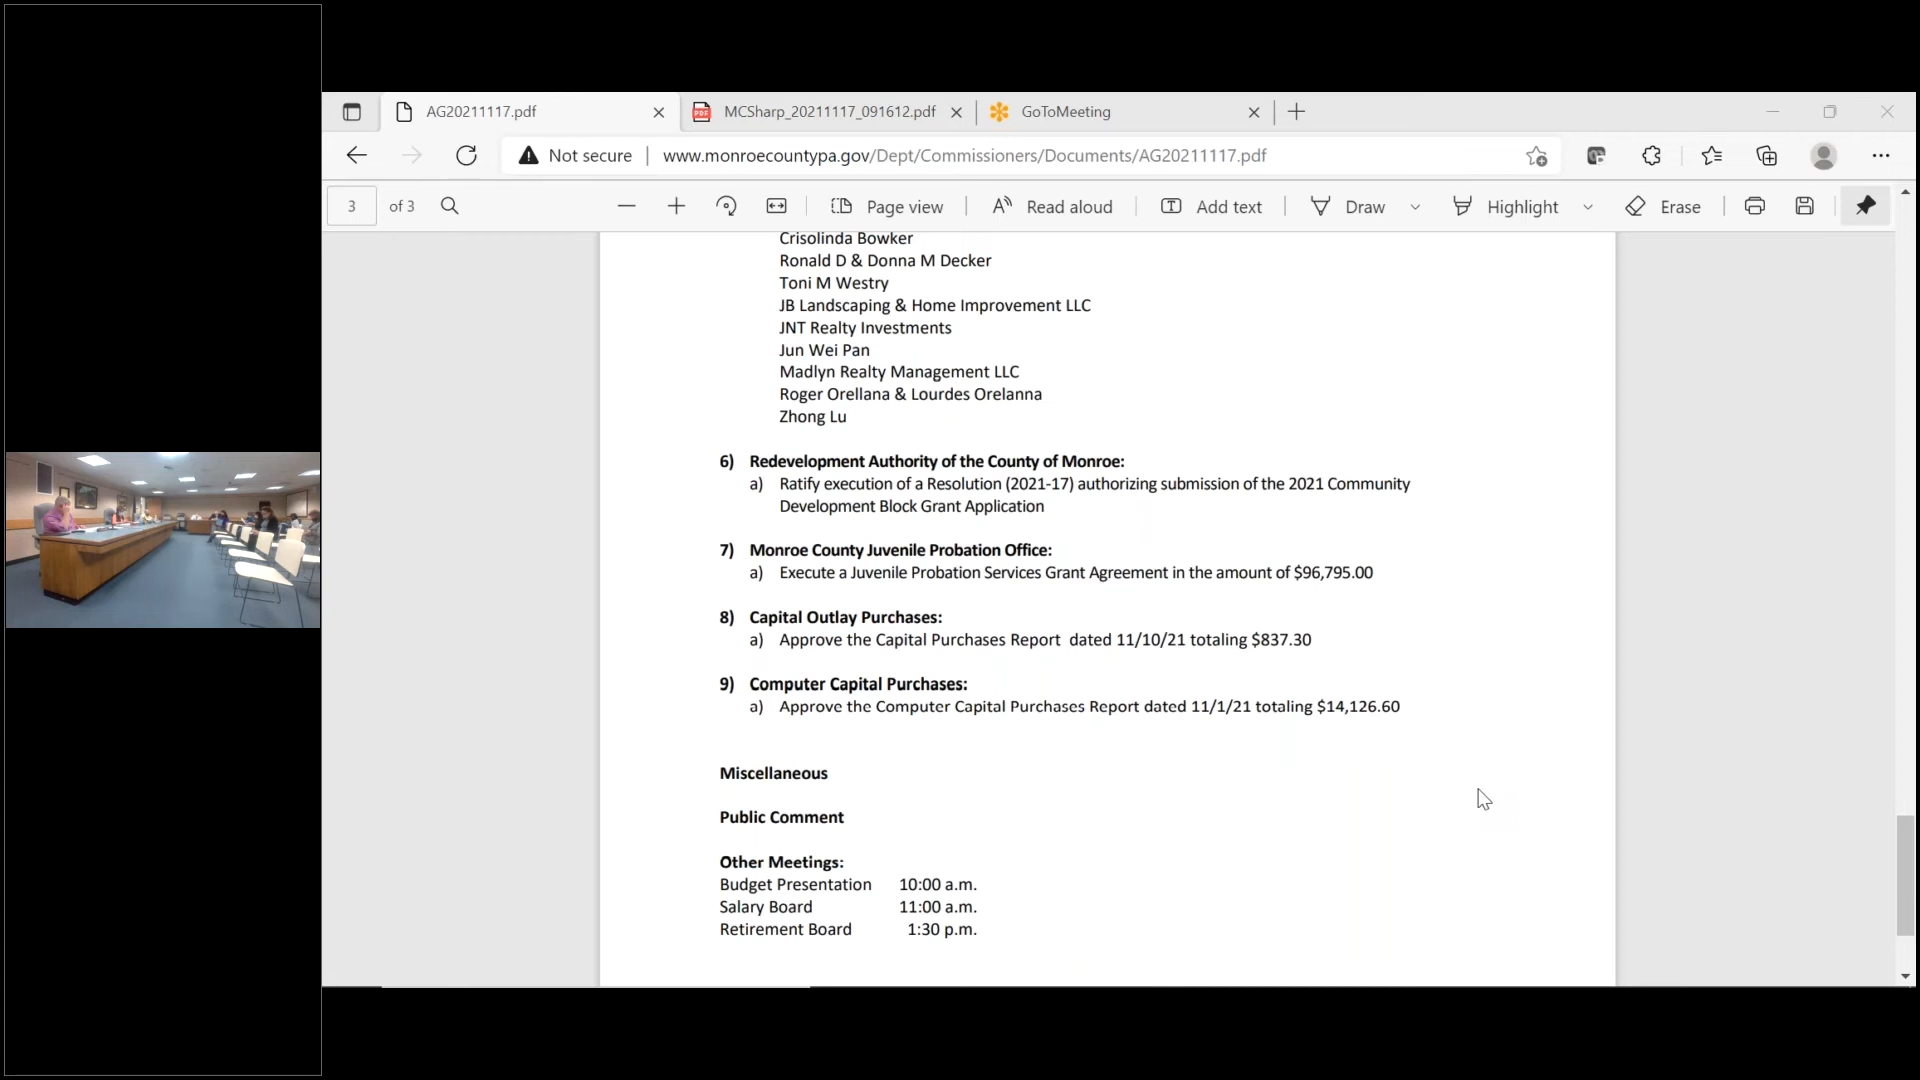 AG20211117.pdf
MCSharp_20211117_091612.pdf
GoToMeeting
Not secure
www.monroecountypa.gov/Dept/Commissioners/Documents/AG20211117.pdf
3 of 3
Page view
Read aloud
Add text
Draw
Highlight
Erase
Crisolinda Bowker
Ronald D & Donna M Decker
Toni M Westry
JB Landscaping & Home Improvement LLC
JNT Realty Investments
Jun Wei Pan
Madlyn Realty Management LLC
Roger Orellana & Lourdes Orelanna
Zhong Lu
6) Redevelopment Authority of the County of Monroe:
a) Ratify execution of a Resolution (2021-17) authorizing submission of the 2021 Community
Development Block Grant Application
7) Monroe County Juvenile Probation Office:
a) Execute a Juvenile Probation Services Grant Agreement in the amount of $96,795.00
8) Capital Outlay Purchases:
a) Approve the Capital Purchases Report dated 11/10/21 totaling $837.30
9) Computer Capital Purchases:
a) Approve the Computer Capital Purchases Report dated 11/1/21 totaling $14,126.60
Miscellaneous
Public Comment
Other Meetings:
Budget Presentation 10:00 a.m.
Salary Board 11:00 a.m.
Retirement Board 1:30 p.m.